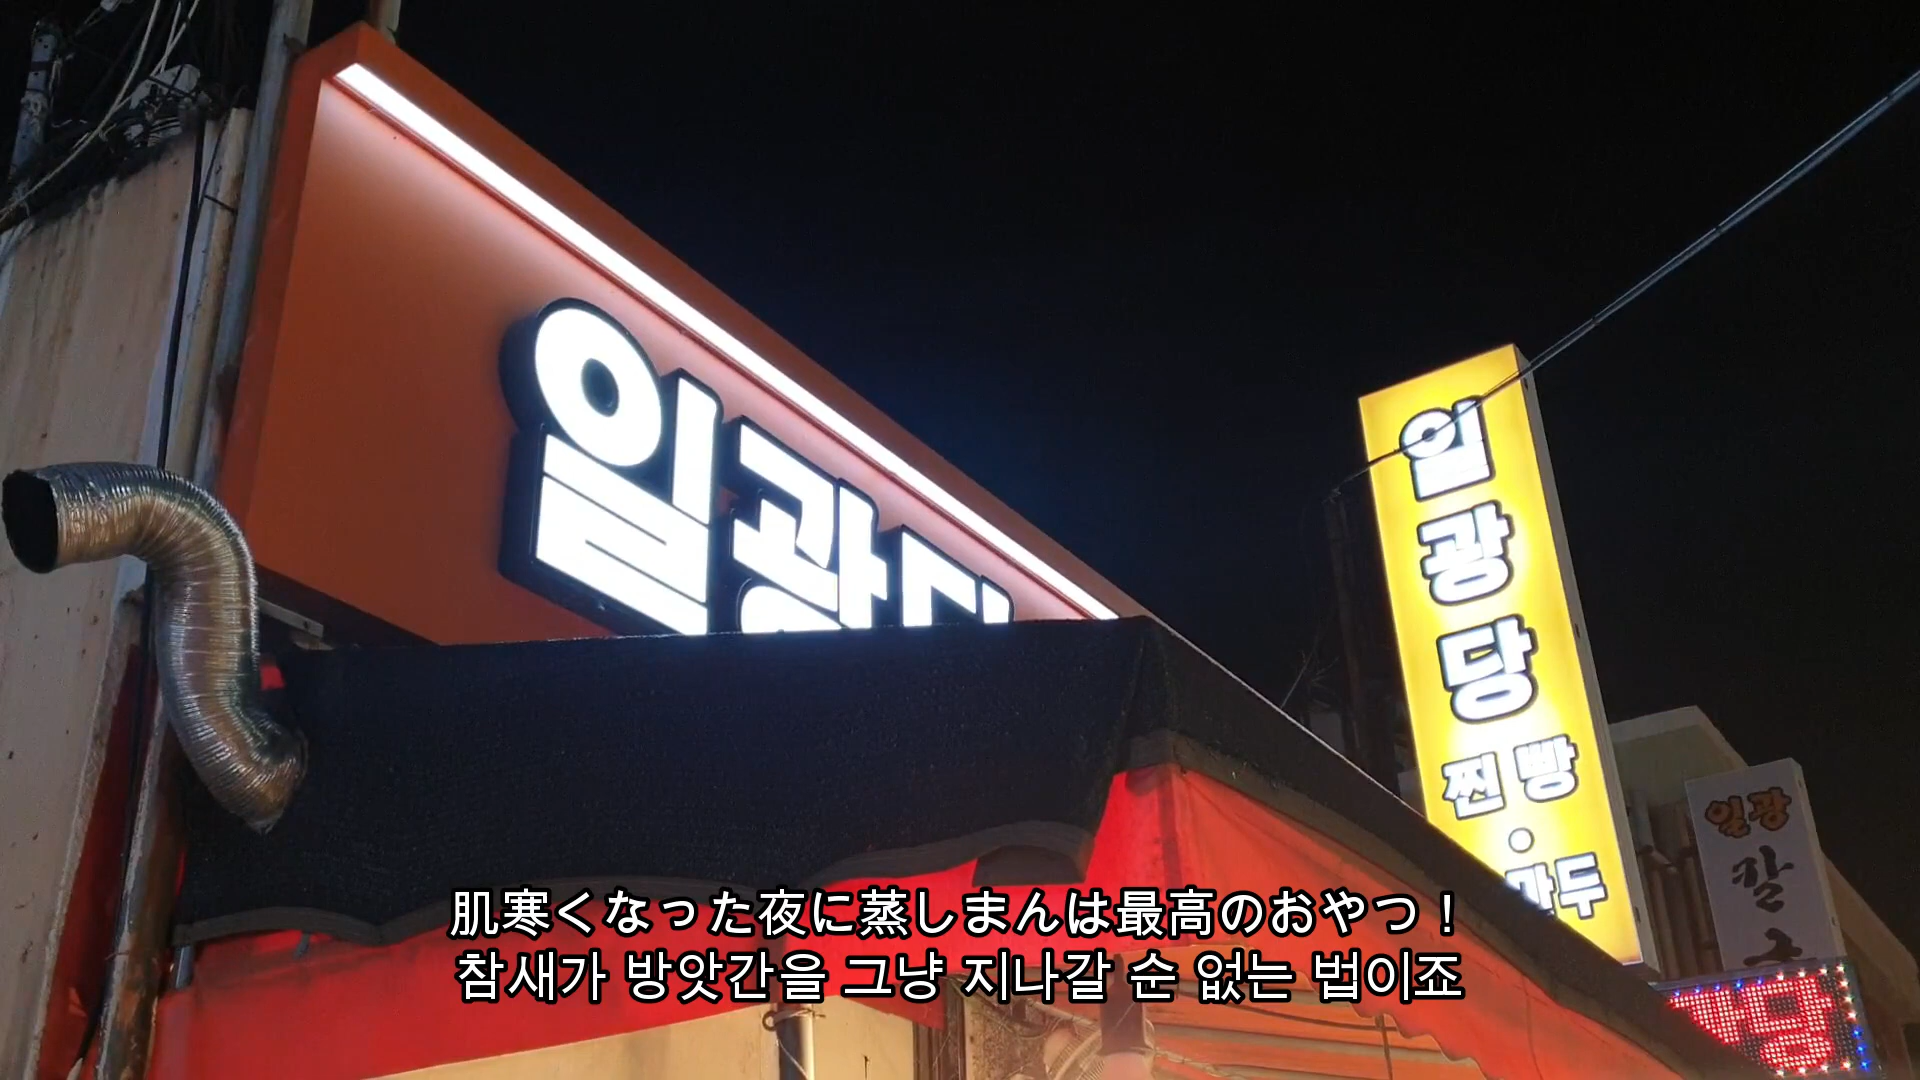 일광당
일
광
당
찐빵
·
만두
일광
칼
당
肌寒くなった夜に蒸しまんは最高のおやつ！
참새가 방앗간을 그냥 지나갈 순 없는 법이죠